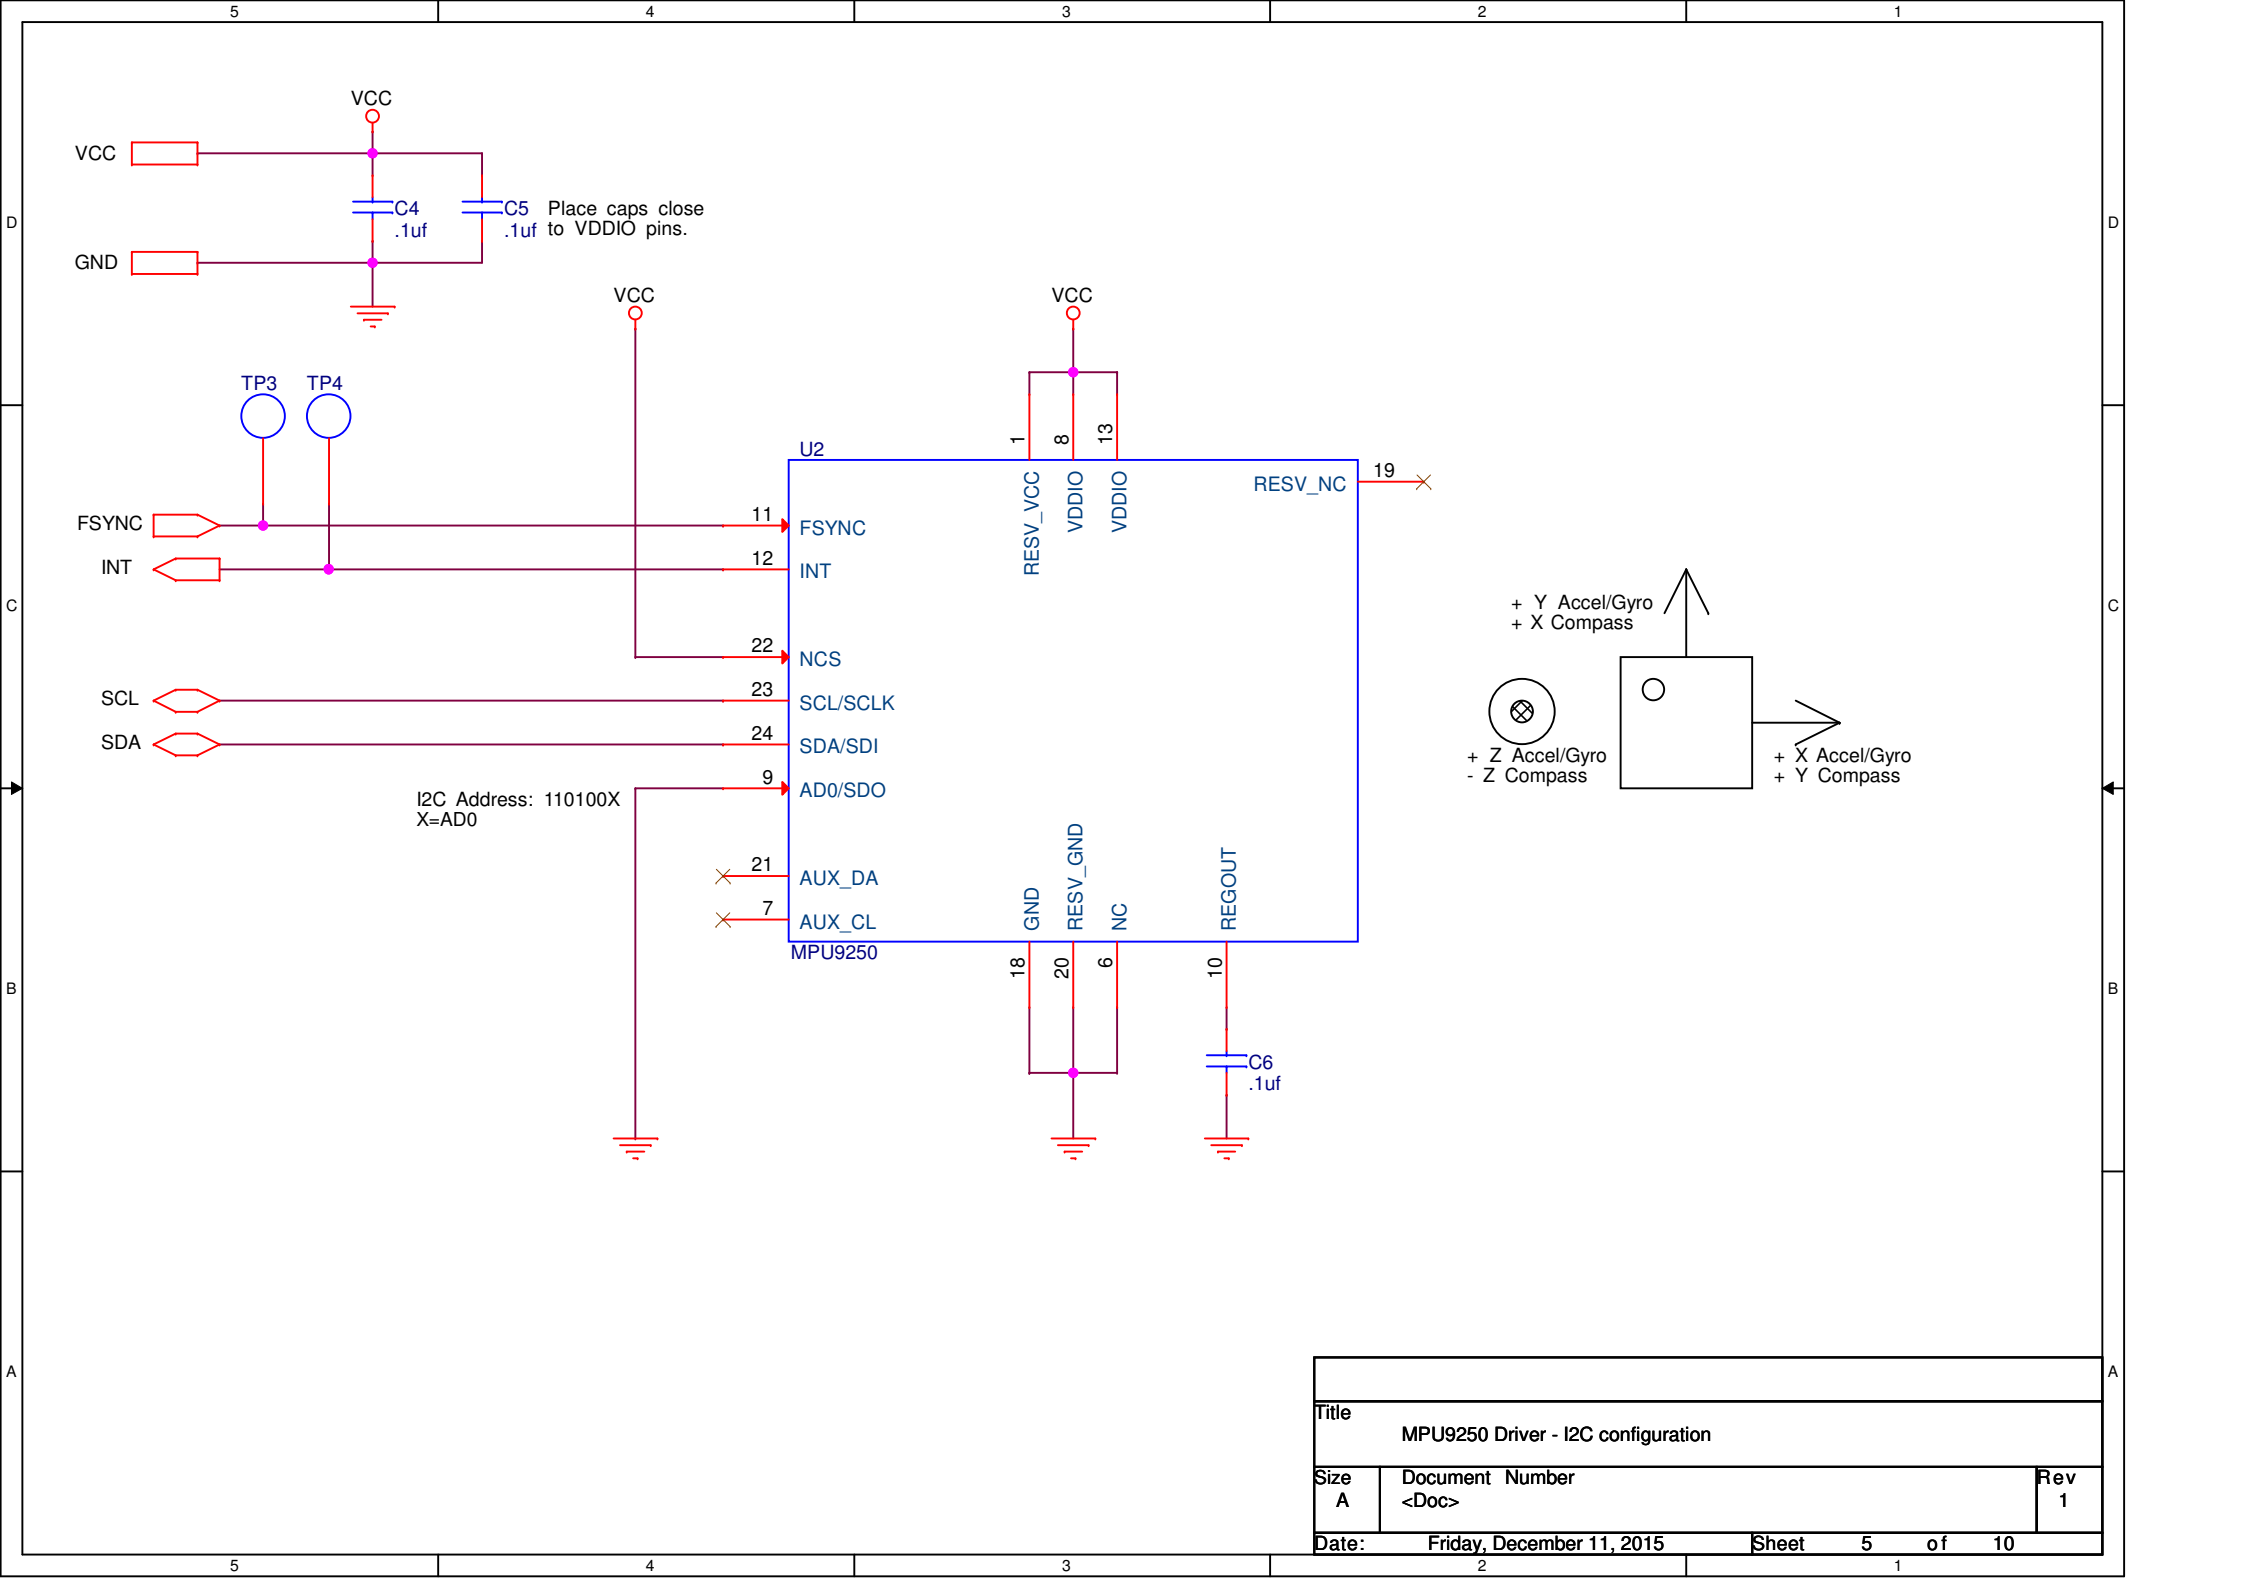 5 4 3 2 1
VCC
VCC
D
D
C4
.1uf
C5
.1uf
Place caps close
to VDDIO pins.
GND
VCC
VCC
TP3
TP4
U2
1
8
13
RESV_VCC
VDDIO
VDDIO
RESV_NC
19
FSYNC
11
FSYNC
INT
12
INT
C
C
+ Y Accel/Gyro
+ X Compass
22
NCS
SCL
23
SCL/SCLK
SDA
24
SDA/SDI
+ Z Accel/Gyro
- Z Compass
+ X Accel/Gyro
+ Y Compass
9
AD0/SDO
I2C Address: 110100X
X=AD0
21
AUX_DA
7
AUX_CL
GND
RESV_GND
NC
REGOUT
MPU9250
18
20
6
10
B
B
C6
.1uf
A
A
Title
MPU9250 Driver - I2C configuration
Size
Document Number
Rev
A
<Doc>
1
Date: Friday, December 11, 2015 Sheet 5 of 10
5 4 3 2 1